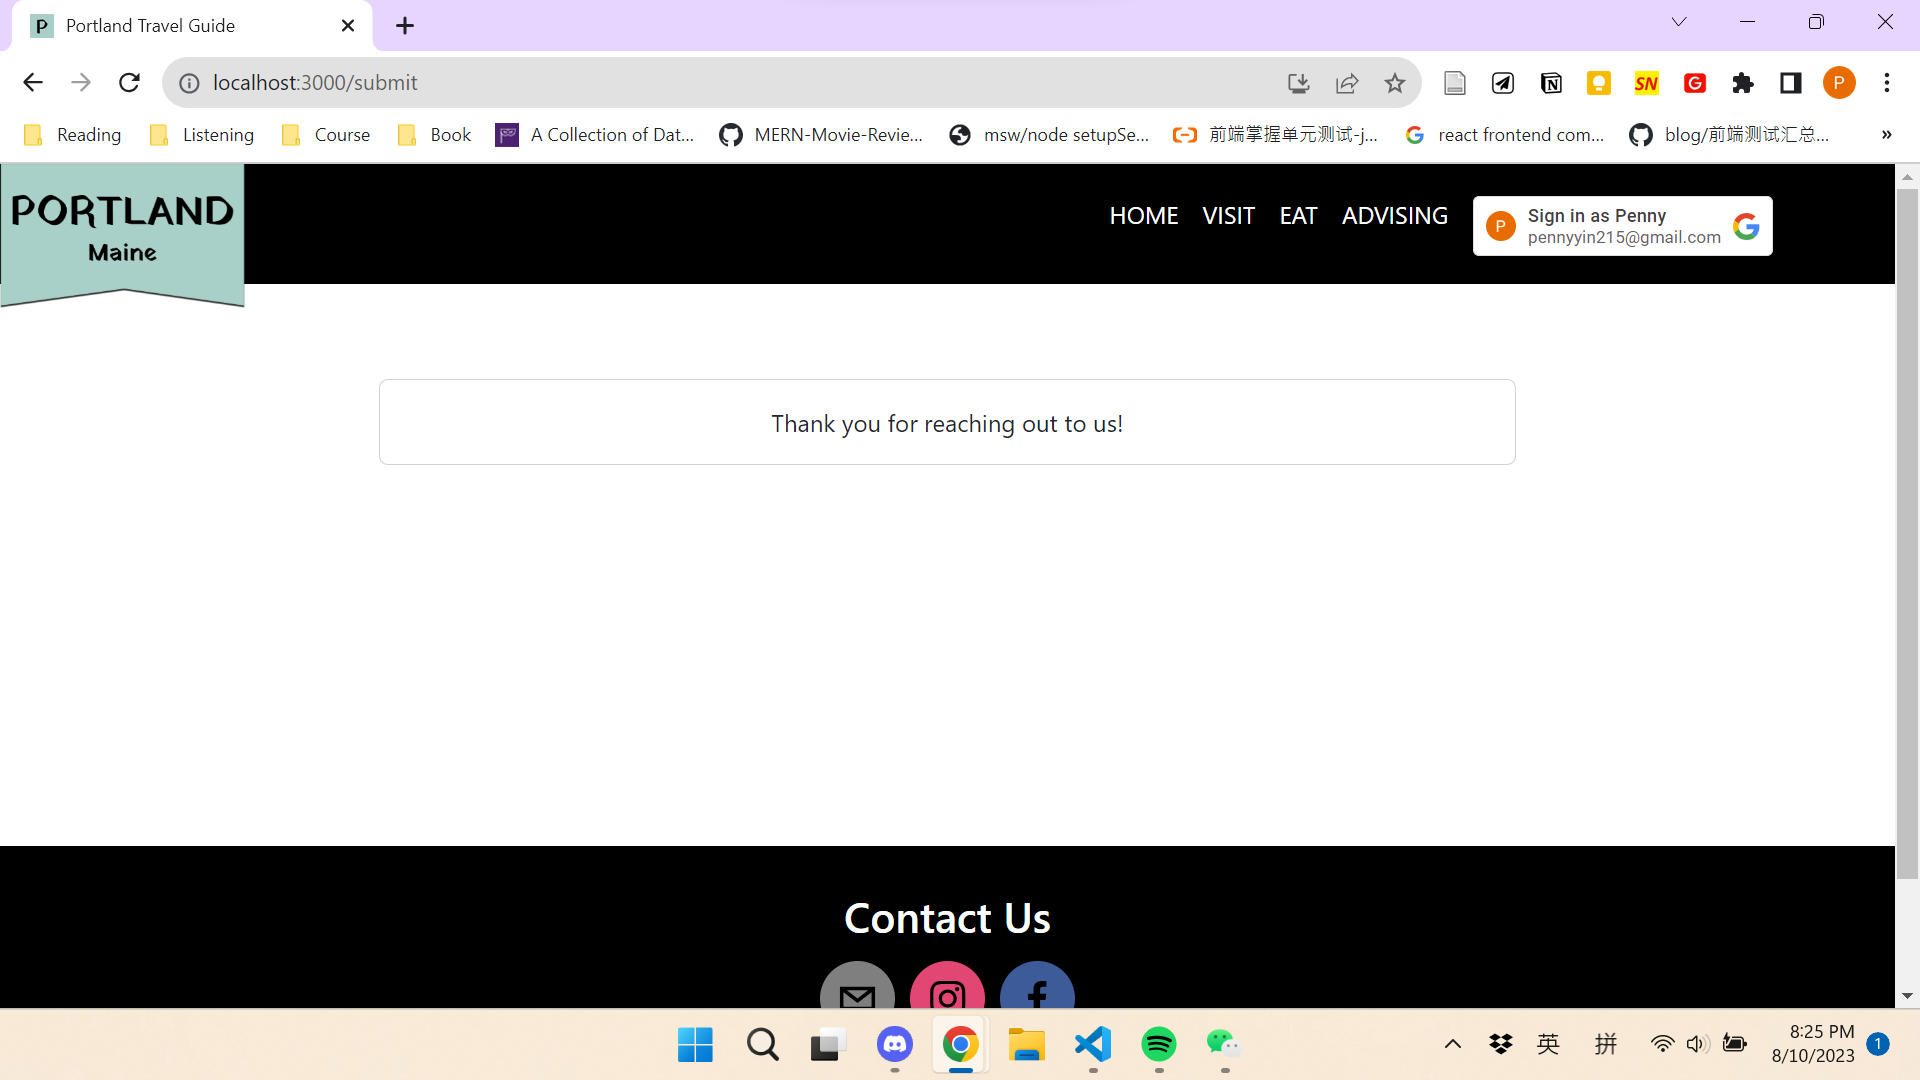 P Portland Travel Guide
localhost:3000/submit
SN G P
Reading Listening Course Book A Collection of Dat... MERN-Movie-Revie... msw/node setupSe... 前端掌握单元测试-j... react frontend com... blog/前端测试汇总... »
PORTLAND
Maine
HOME VISIT EAT ADVISING
P Sign in as Penny
pennyyin215@gmail.com
Thank you for reaching out to us!
Contact Us
英 拼
8:25 PM
8/10/2023
1